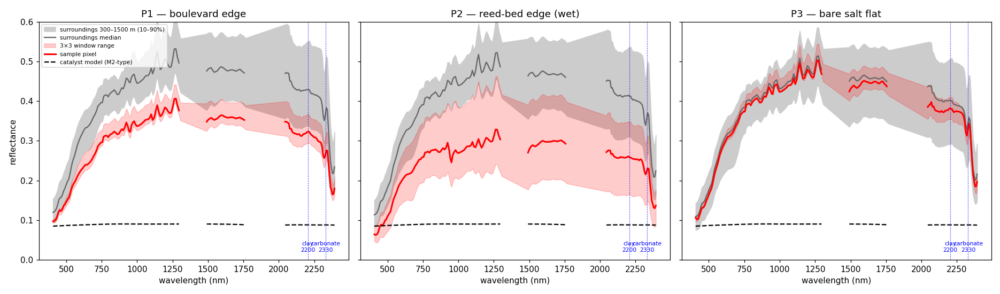 P1 — boulevard edge
P2 — reed-bed edge (wet)
P3 — bare salt flat
surroundings 300–1500 m (10–90%)
surroundings median
3×3 window range
sample pixel
catalyst model (M2-type)
reflectance
0.6
0.5
0.4
0.3
0.2
0.1
0.0
clay
2200
carbonate
2330
clay
2200
carbonate
2330
clay
2200
carbonate
2330
500 750 1000 1250 1500 1750 2000 2250
500 750 1000 1250 1500 1750 2000 2250
500 750 1000 1250 1500 1750 2000 2250
wavelength (nm)
wavelength (nm)
wavelength (nm)